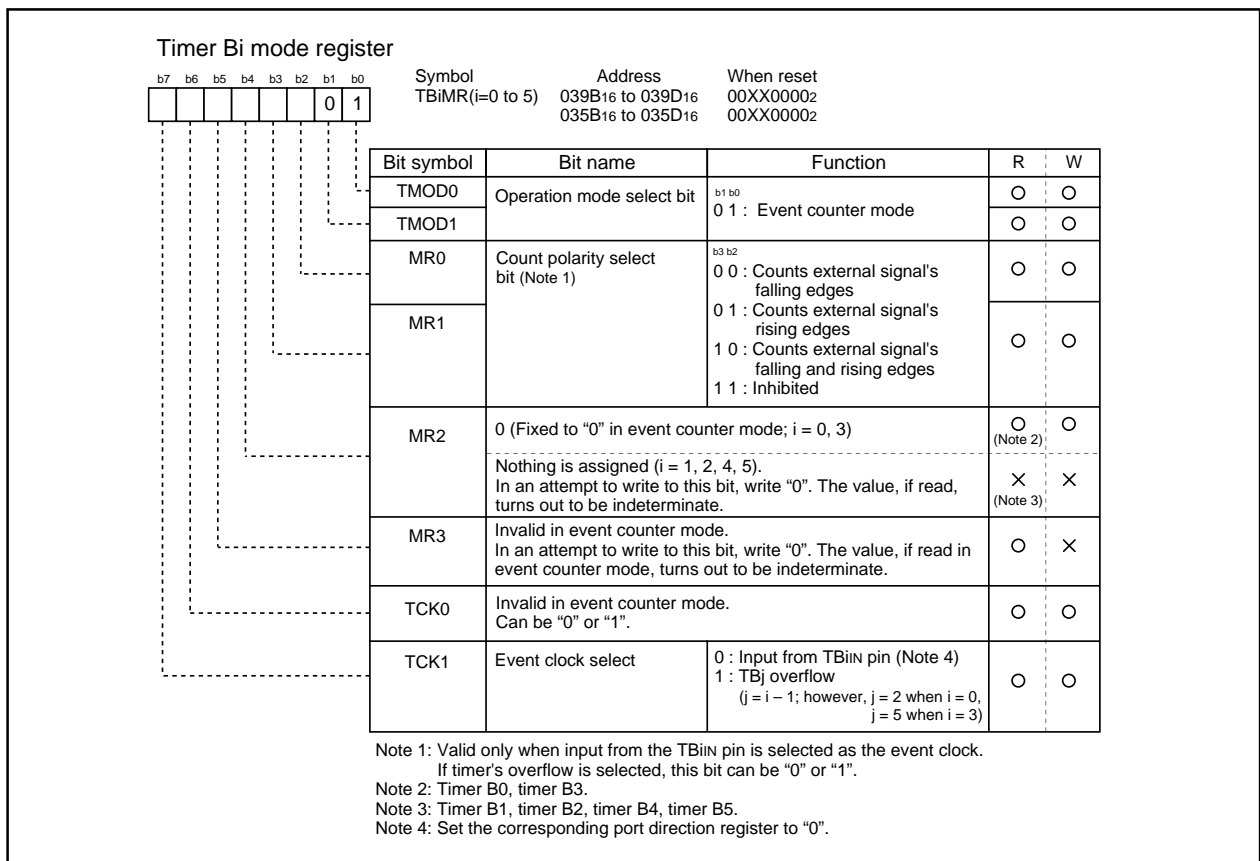 Timer Bi mode register
b7 b6 b5 b4 b3 b2 b1 b0
0 1
Symbol Address When reset
TBiMR(i=0 to 5) 039B16 to 039D16 00XX00002
035B16 to 035D16 00XX00002
Bit symbol Bit name Function R W
TMOD0 Operation mode select bit
b1 b0
0 1 : Event counter mode
TMOD1
MR0 Count polarity select
bit (Note 1)
b3 b2
0 0 : Counts external signal's
falling edges
0 1 : Counts external signal's
rising edges
MR1
1 0 : Counts external signal's
falling and rising edges
1 1 : Inhibited
MR2 0 (Fixed to “0” in event counter mode; i = 0, 3)
(Note 2)
Nothing is assigned (i = 1, 2, 4, 5).
In an attempt to write to this bit, write “0”. The value, if read,
turns out to be indeterminate.
(Note 3)
MR3 Invalid in event counter mode.
In an attempt to write to this bit, write “0”. The value, if read in
event counter mode, turns out to be indeterminate.
TCK0 Invalid in event counter mode.
Can be “0” or “1”.
TCK1 Event clock select 0 : Input from TBiIN pin (Note 4)
1 : TBj overflow
(j = i – 1; however, j = 2 when i = 0,
j = 5 when i = 3)
Note 1: Valid only when input from the TBiIN pin is selected as the event clock.
If timer's overflow is selected, this bit can be “0” or “1”.
Note 2: Timer B0, timer B3.
Note 3: Timer B1, timer B2, timer B4, timer B5.
Note 4: Set the corresponding port direction register to “0”.